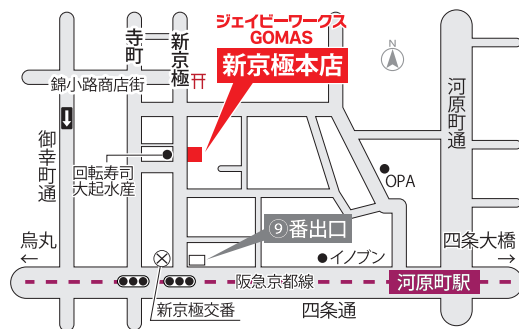 ジェイビーワークス
GOMAS
新京極本店
寺町
新京極
N
錦小路商店街
河原町通
御幸町通
回転寿司
大起水産
OPA
⑨番出口
烏丸
←
イノブン
四条大橋
→
阪急京都線
河原町駅
新京極交番
四条通